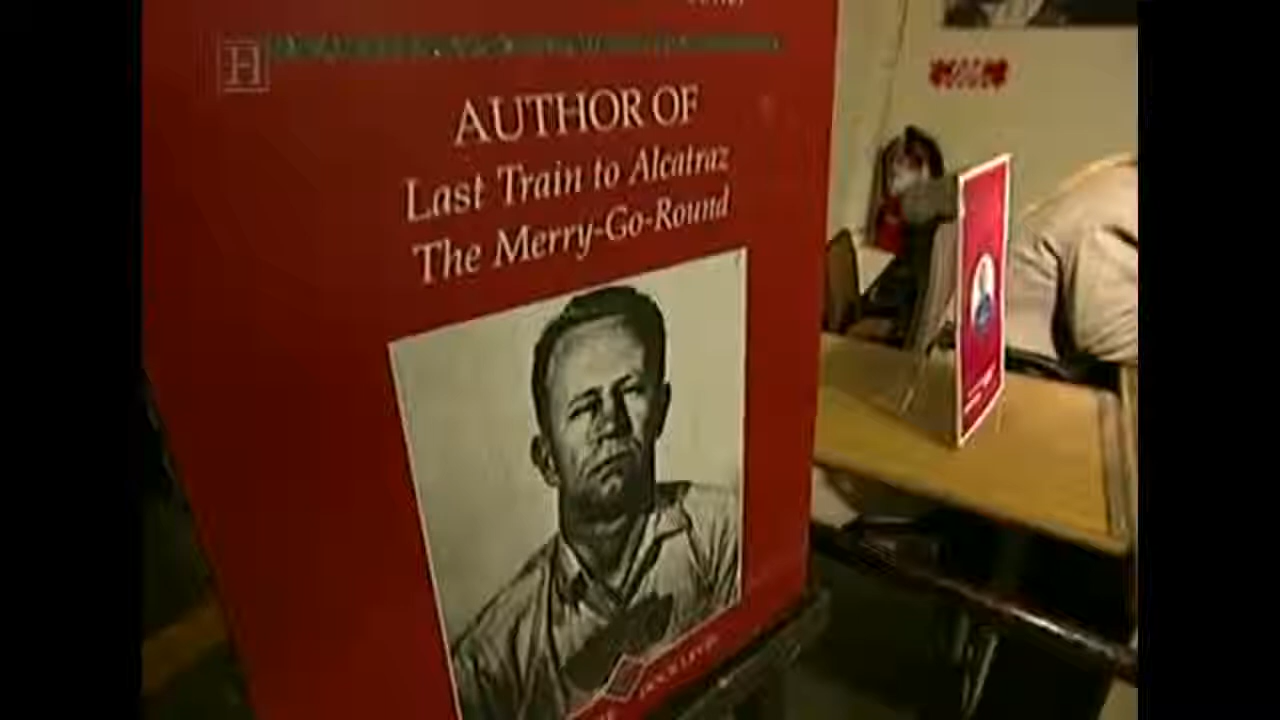 H
AUTHOR OF
Last Train to Alcatraz
The Merry-Go-Round